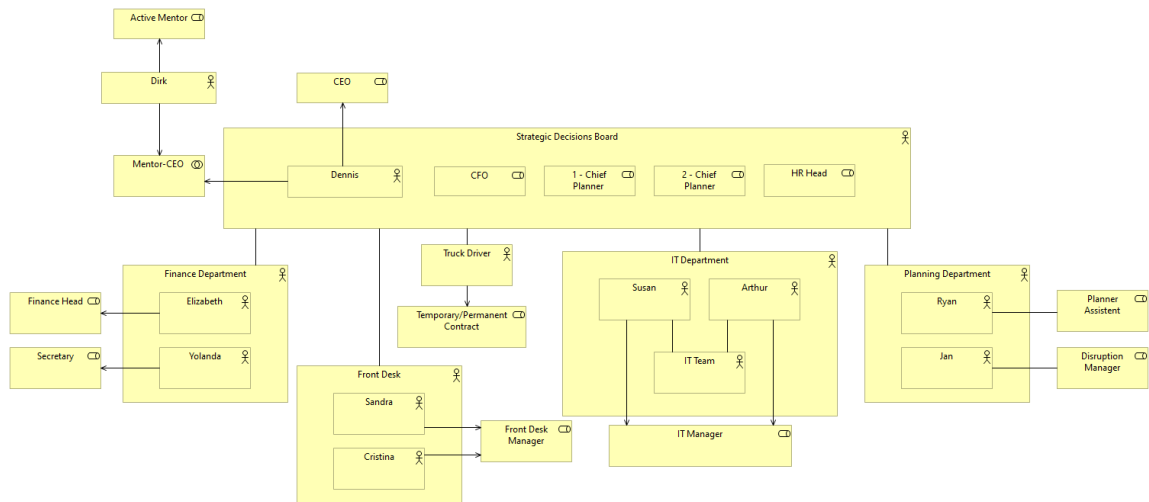 Active Mentor
Dirk
CEO
Strategic Decisions Board
Mentor-CEO
Dennis
CFO
1 - Chief
Planner
2 - Chief
Planner
HR Head
Truck Driver
Finance Department
IT Department
Planning Department
Finance Head
Elizabeth
Susan
Arthur
Ryan
Planner
Assistent
Temporary/Permanent
Contract
Secretary
Yolanda
IT Team
Jan
Disruption
Manager
Front Desk
Sandra
Front Desk
Manager
IT Manager
Cristina